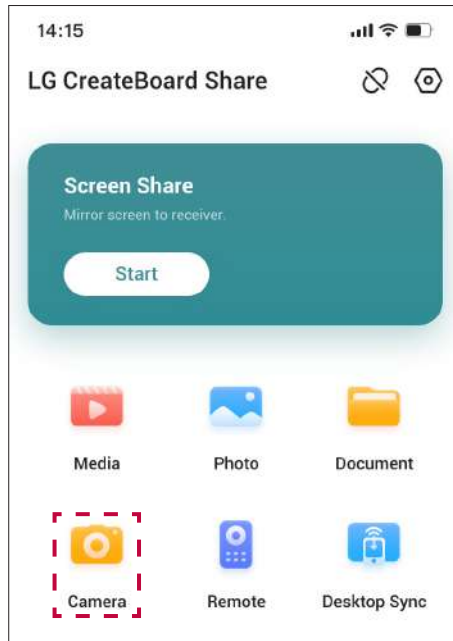 14:15
LG CreateBoard Share
Screen Share
Mirror screen to receiver.
Start
Media Photo Document
Camera Remote Desktop Sync